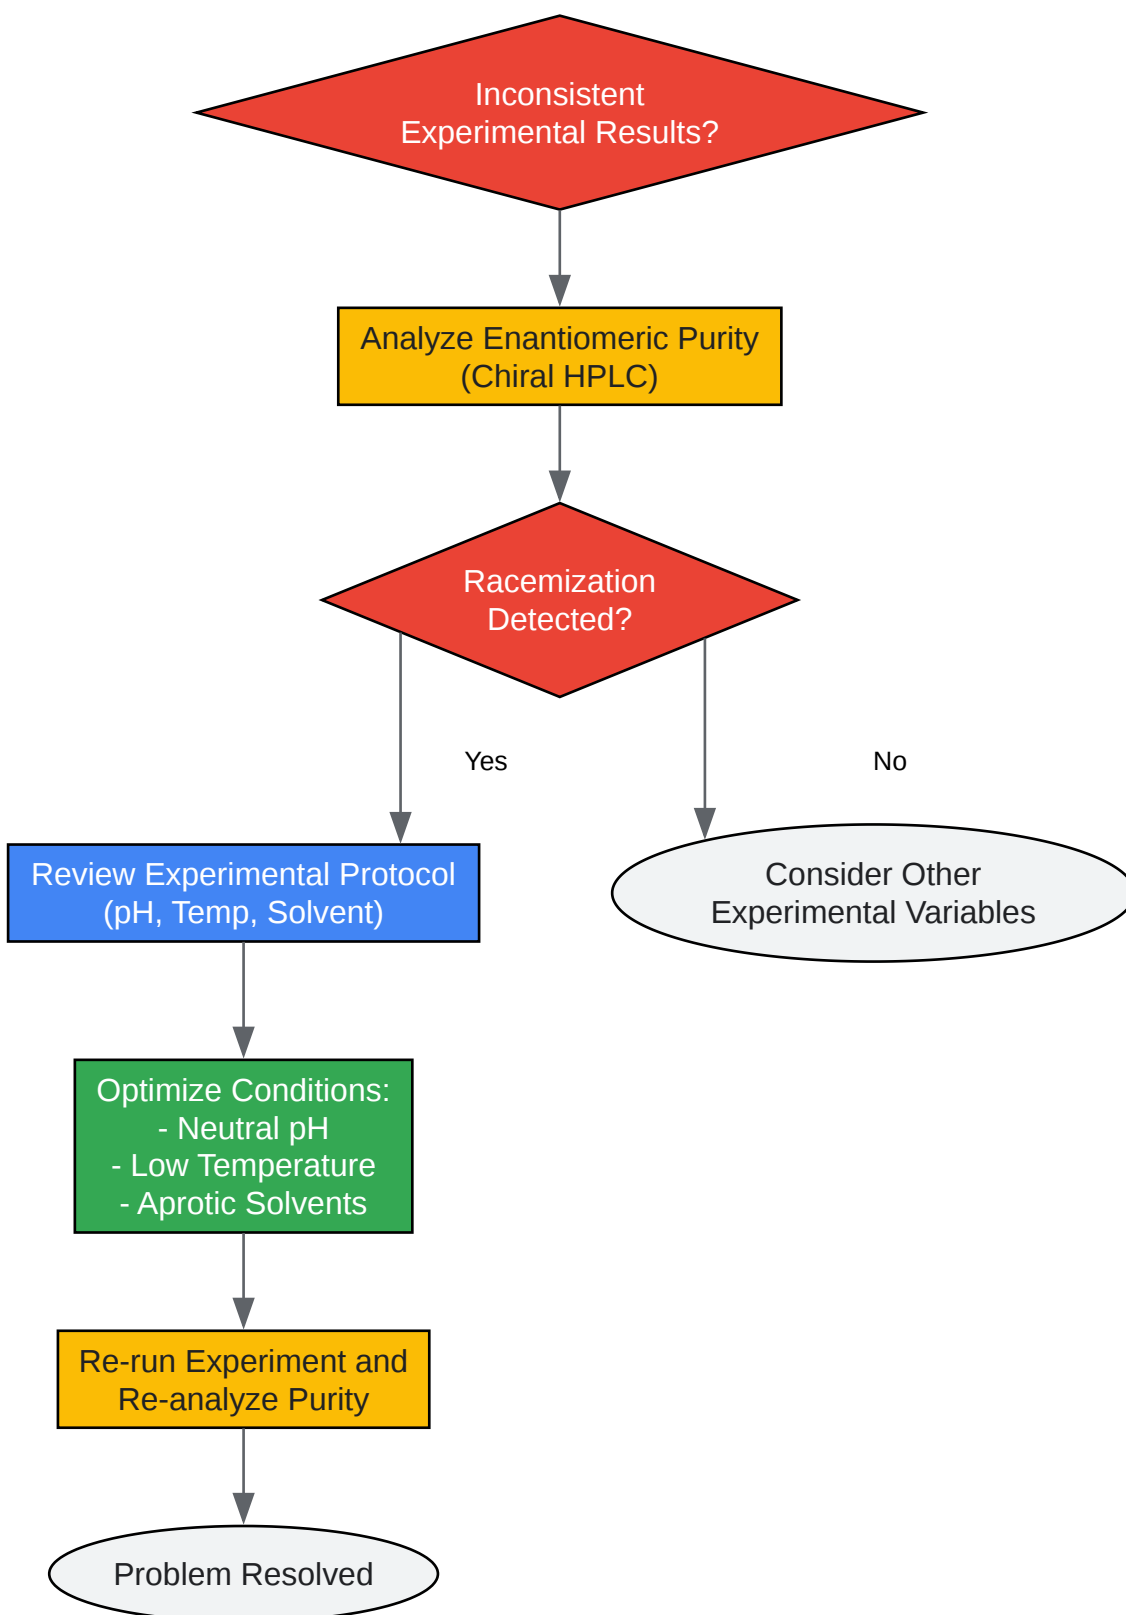 Inconsistent
Experimental Results?
Analyze Enantiomeric Purity
(Chiral HPLC)
Racemization
Detected?
Yes
No
Review Experimental Protocol
(pH, Temp, Solvent)
Consider Other
Experimental Variables
Optimize Conditions:
- Neutral pH
- Low Temperature
- Aprotic Solvents
Re-run Experiment and
Re-analyze Purity
Problem Resolved